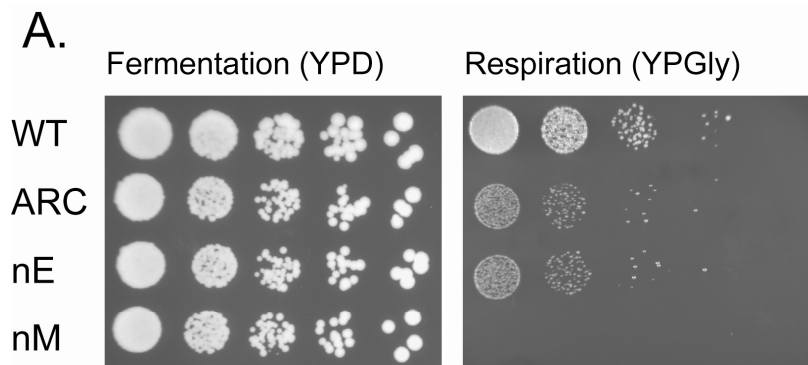 A.
Fermentation (YPD)
Respiration (YPGly)
WT
ARC
nE
nM